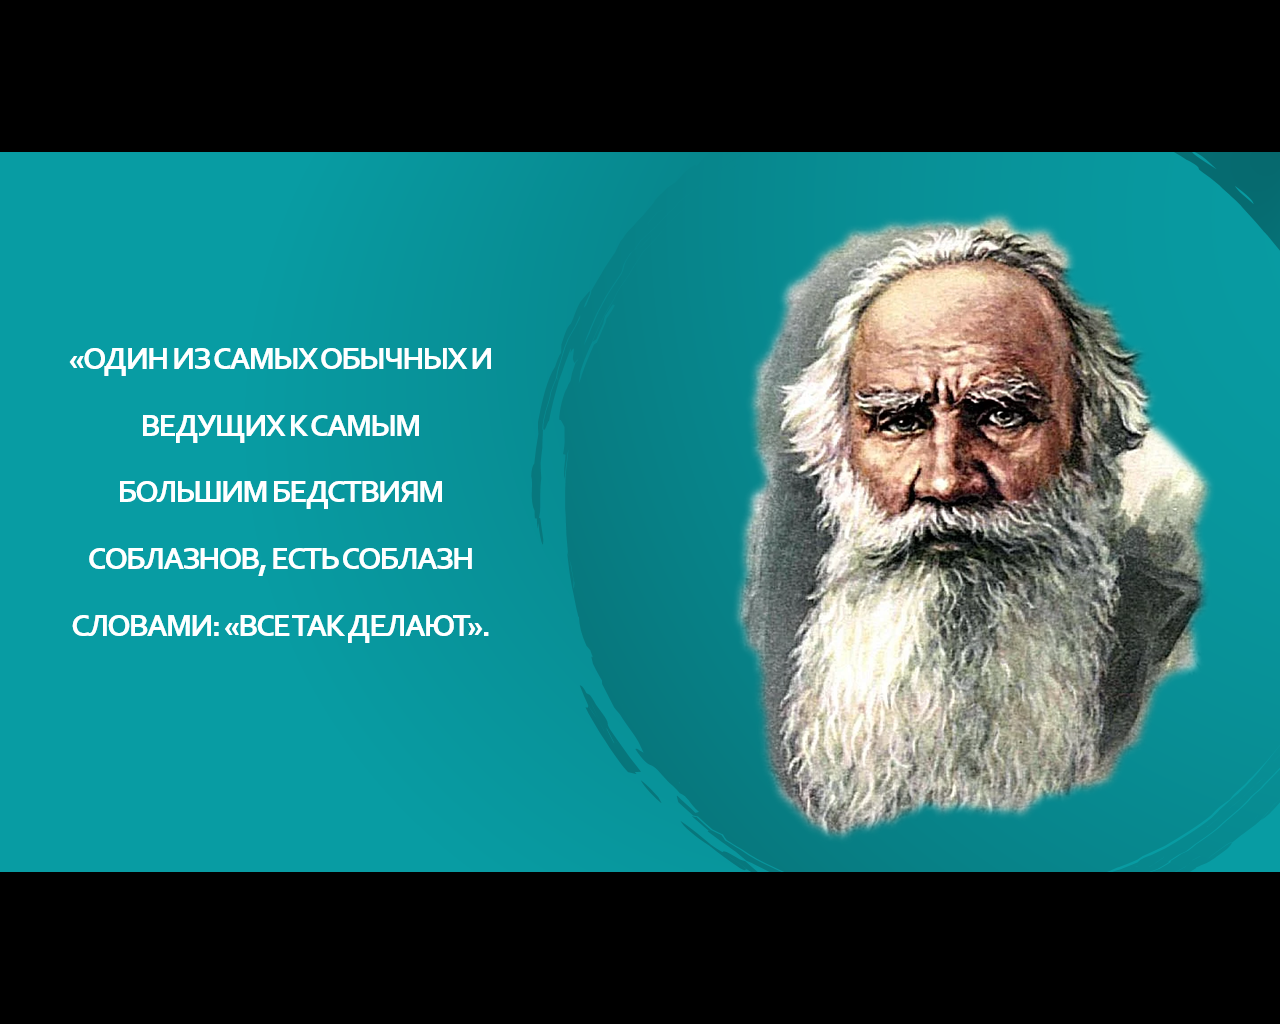 «ОДИН ИЗ САМЫХ ОБЫЧНЫХ И
ВЕДУЩИХ К САМЫМ
БОЛЬШИМ БЕДСТВИЯМ
СОБЛАЗНОВ, ЕСТЬ СОБЛАЗН
СЛОВАМИ: «ВСЕ ТАК ДЕЛАЮТ».